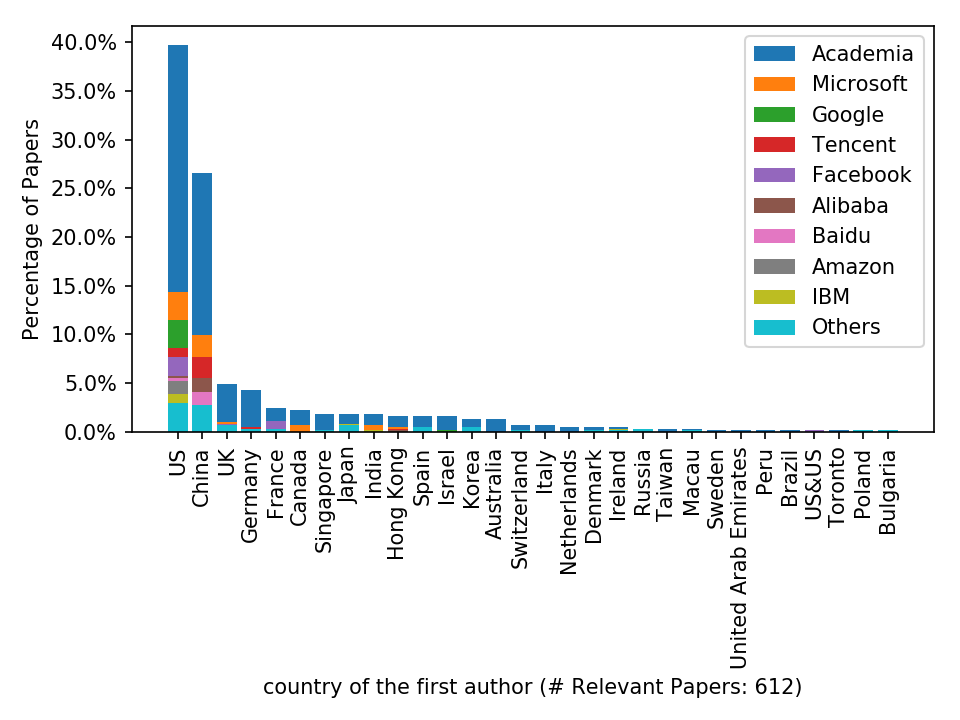 40.0%
35.0%
30.0%
25.0%
20.0%
15.0%
10.0%
5.0%
0.0%
Percentage of Papers
Academia
Microsoft
Google
Tencent
Facebook
Alibaba
Baidu
Amazon
IBM
Others
US
China
UK
Germany
France
Canada
Singapore
Japan
India
Hong Kong
Spain
Israel
Korea
Australia
Switzerland
Italy
Netherlands
Denmark
Ireland
Russia
Taiwan
Macau
Sweden
United Arab Emirates
Peru
Brazil
US&US
Toronto
Poland
Bulgaria
country of the first author (# Relevant Papers: 612)